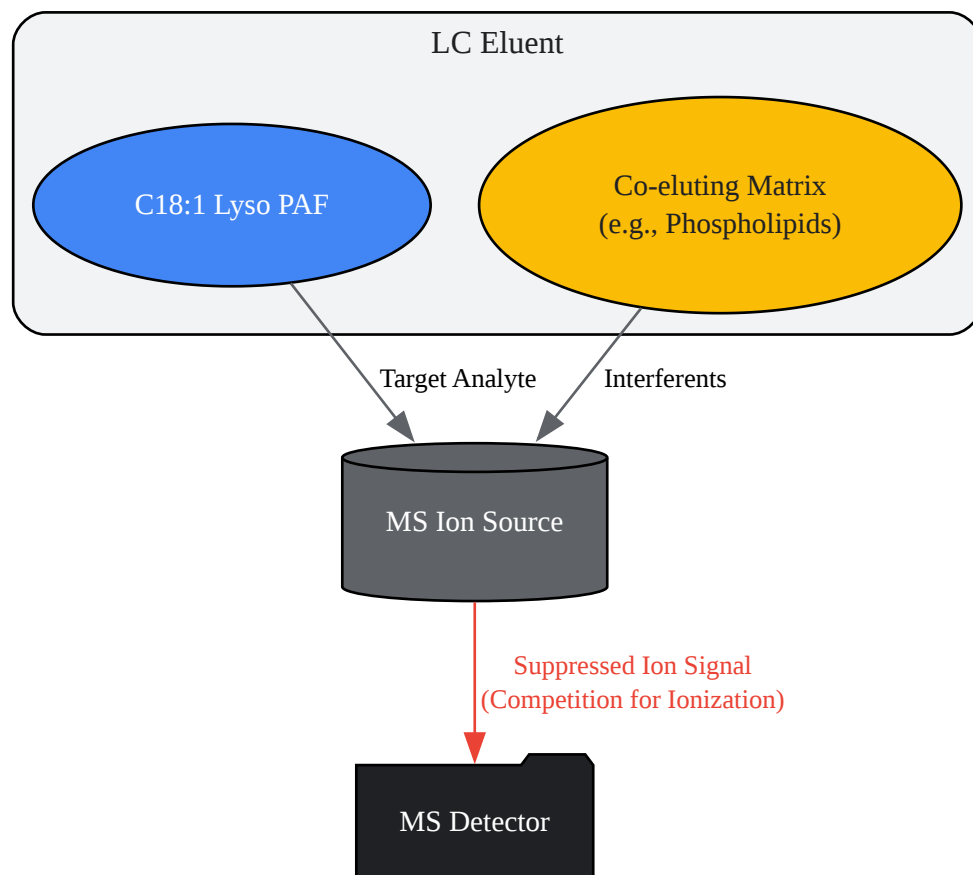 LC Eluent
C18:1 Lyso PAF
Co-eluting Matrix
(e.g., Phospholipids)
Target Analyte
Interferents
MS Ion Source
Suppressed Ion Signal
(Competition for Ionization)
MS Detector